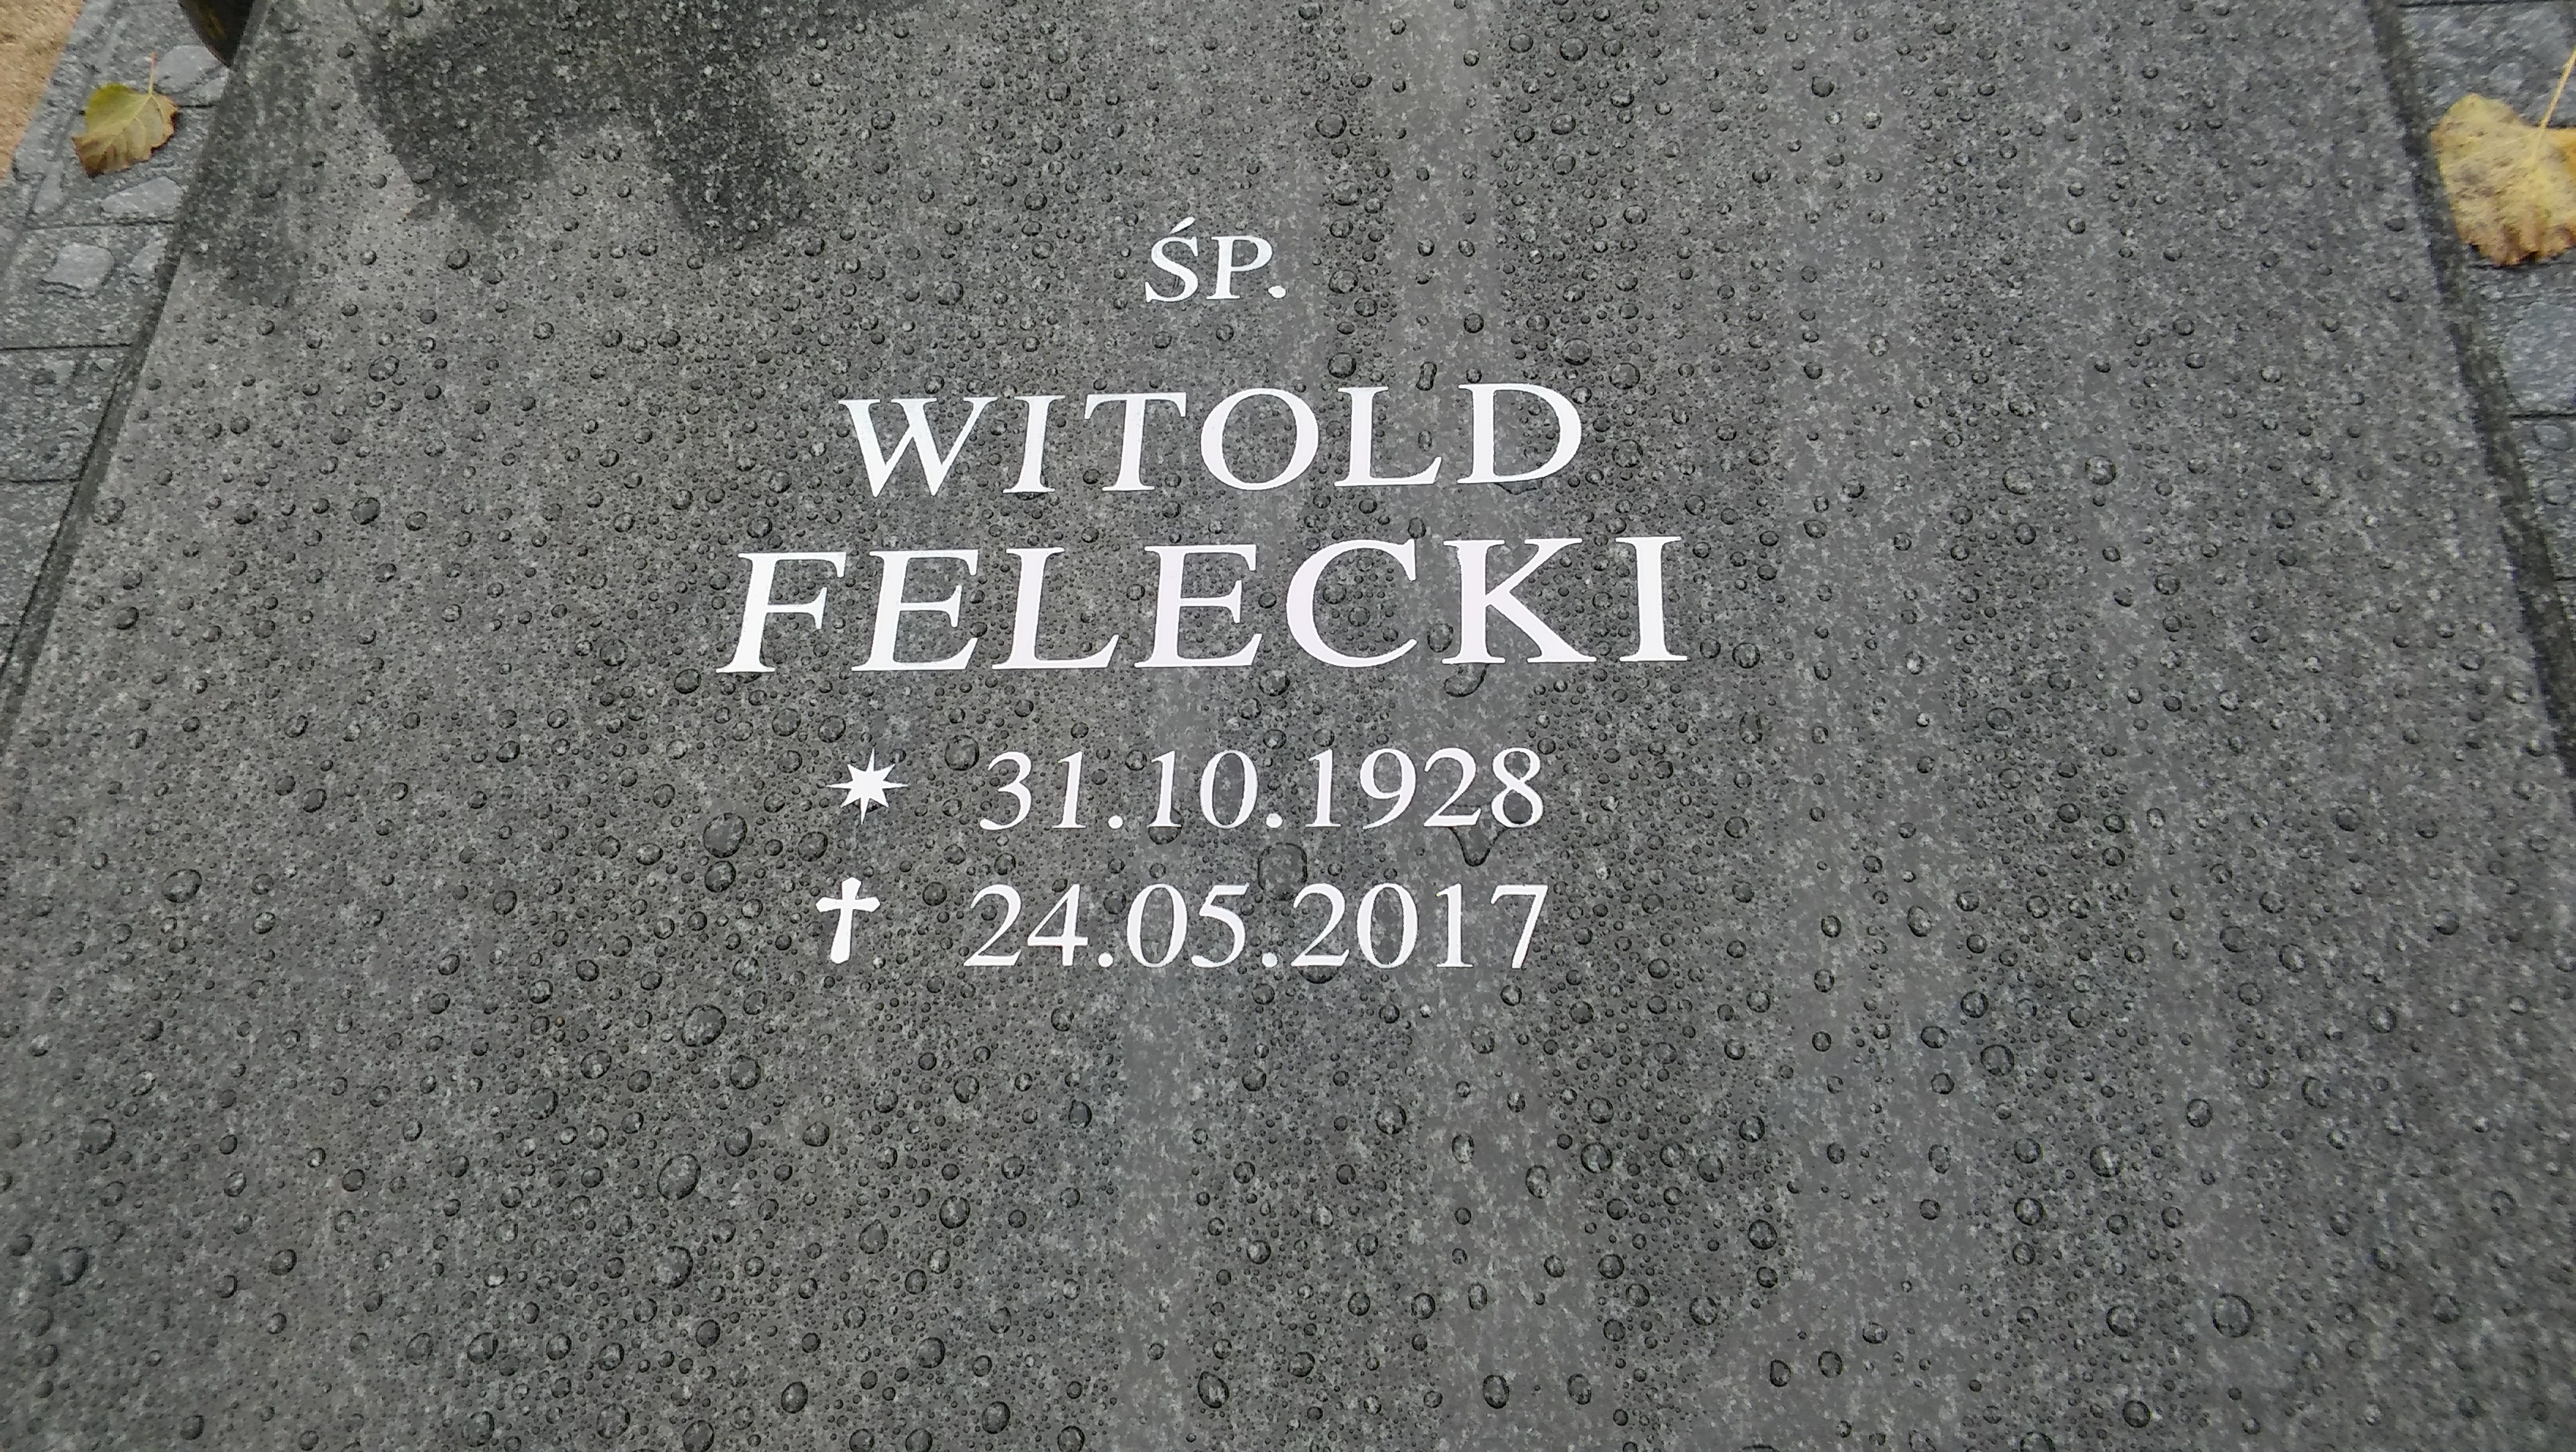 ŚP.
WITOLD
FELECKI
✷ 31.10.1928
✝ 24.05.2017